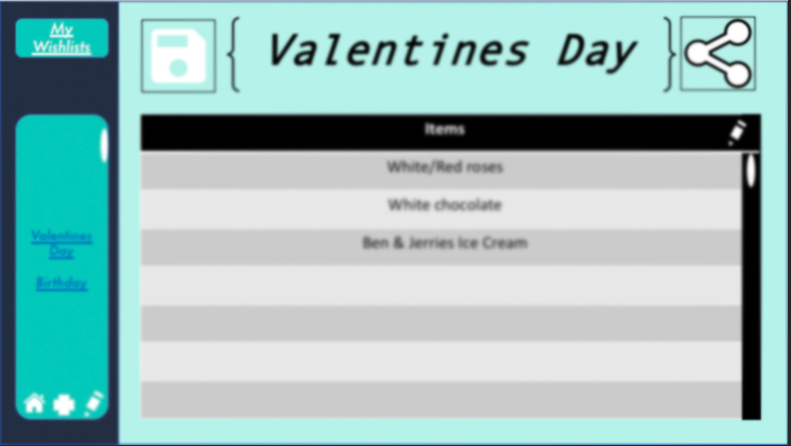 My
Wishlists
Valentines Day
Items
White/Red roses
White chocolate
Ben & Jerries Ice Cream
Valentines
Day
Birthday